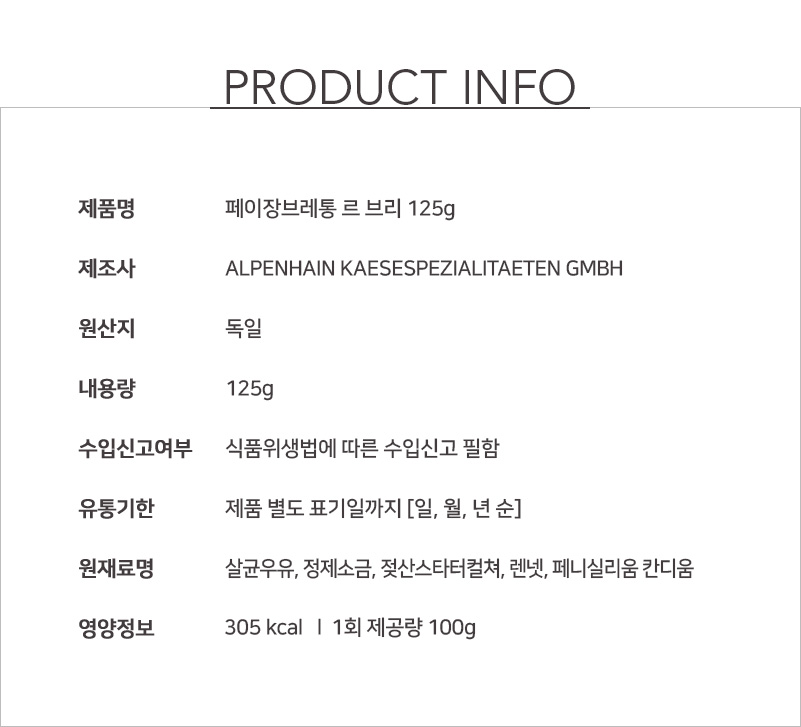 PRODUCT INFO
제품명 페이장브레통 르 브리 125g
제조사 ALPENHAIN KAESESPEZIALITAETEN GMBH
원산지 독일
내용량 125g
수입신고여부 식품위생법에 따른 수입신고 필함
유통기한 제품 별도 표기일까지 [일, 월, 년 순]
원재료명 살균우유, 정제소금, 젖산스타터컬쳐, 렌넷, 페니실리움 칸디움
영양정보 305 kcal ㅣ 1회 제공량 100g